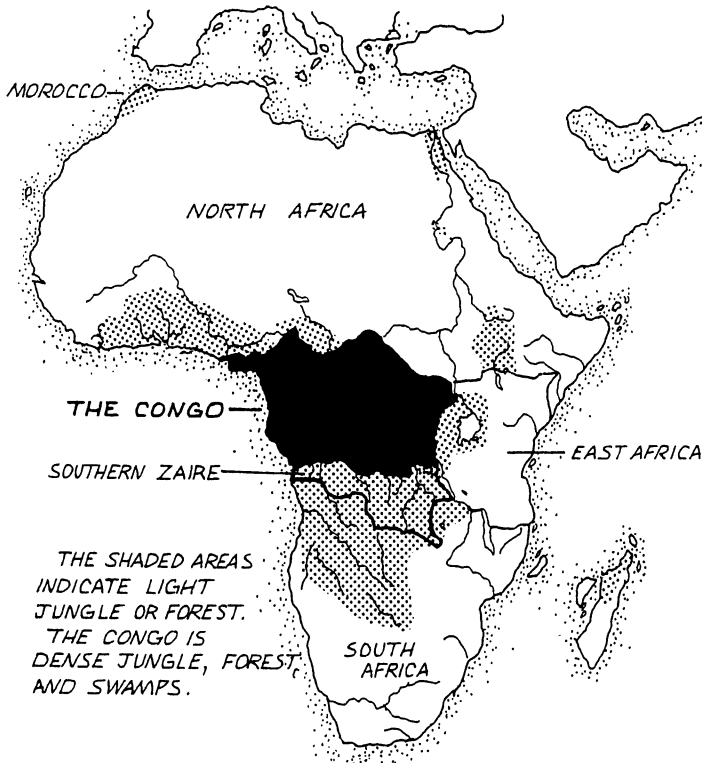 MOROCCO
NORTH AFRICA
THE CONGO
EAST AFRICA
SOUTHERN ZAIRE
THE SHADED AREAS
INDICATE LIGHT
JUNGLE OR FOREST.
THE CONGO IS
DENSE JUNGLE, FOREST,
AND SWAMPS.
SOUTH
AFRICA